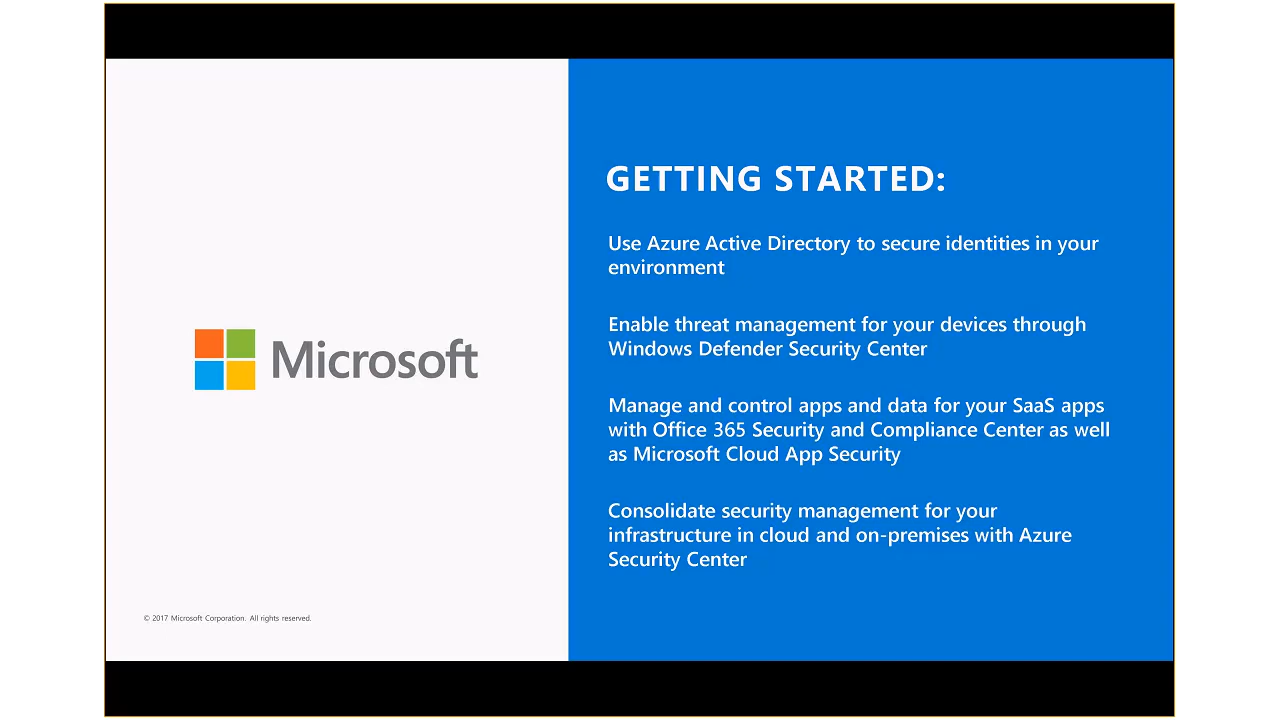 GETTING STARTED:
Use Azure Active Directory to secure identities in your
environment
Enable threat management for your devices through
Windows Defender Security Center
Manage and control apps and data for your SaaS apps
with Office 365 Security and Compliance Center as well
as Microsoft Cloud App Security
Consolidate security management for your
infrastructure in cloud and on-premises with Azure
Security Center
Microsoft
© 2017 Microsoft Corporation. All rights reserved.